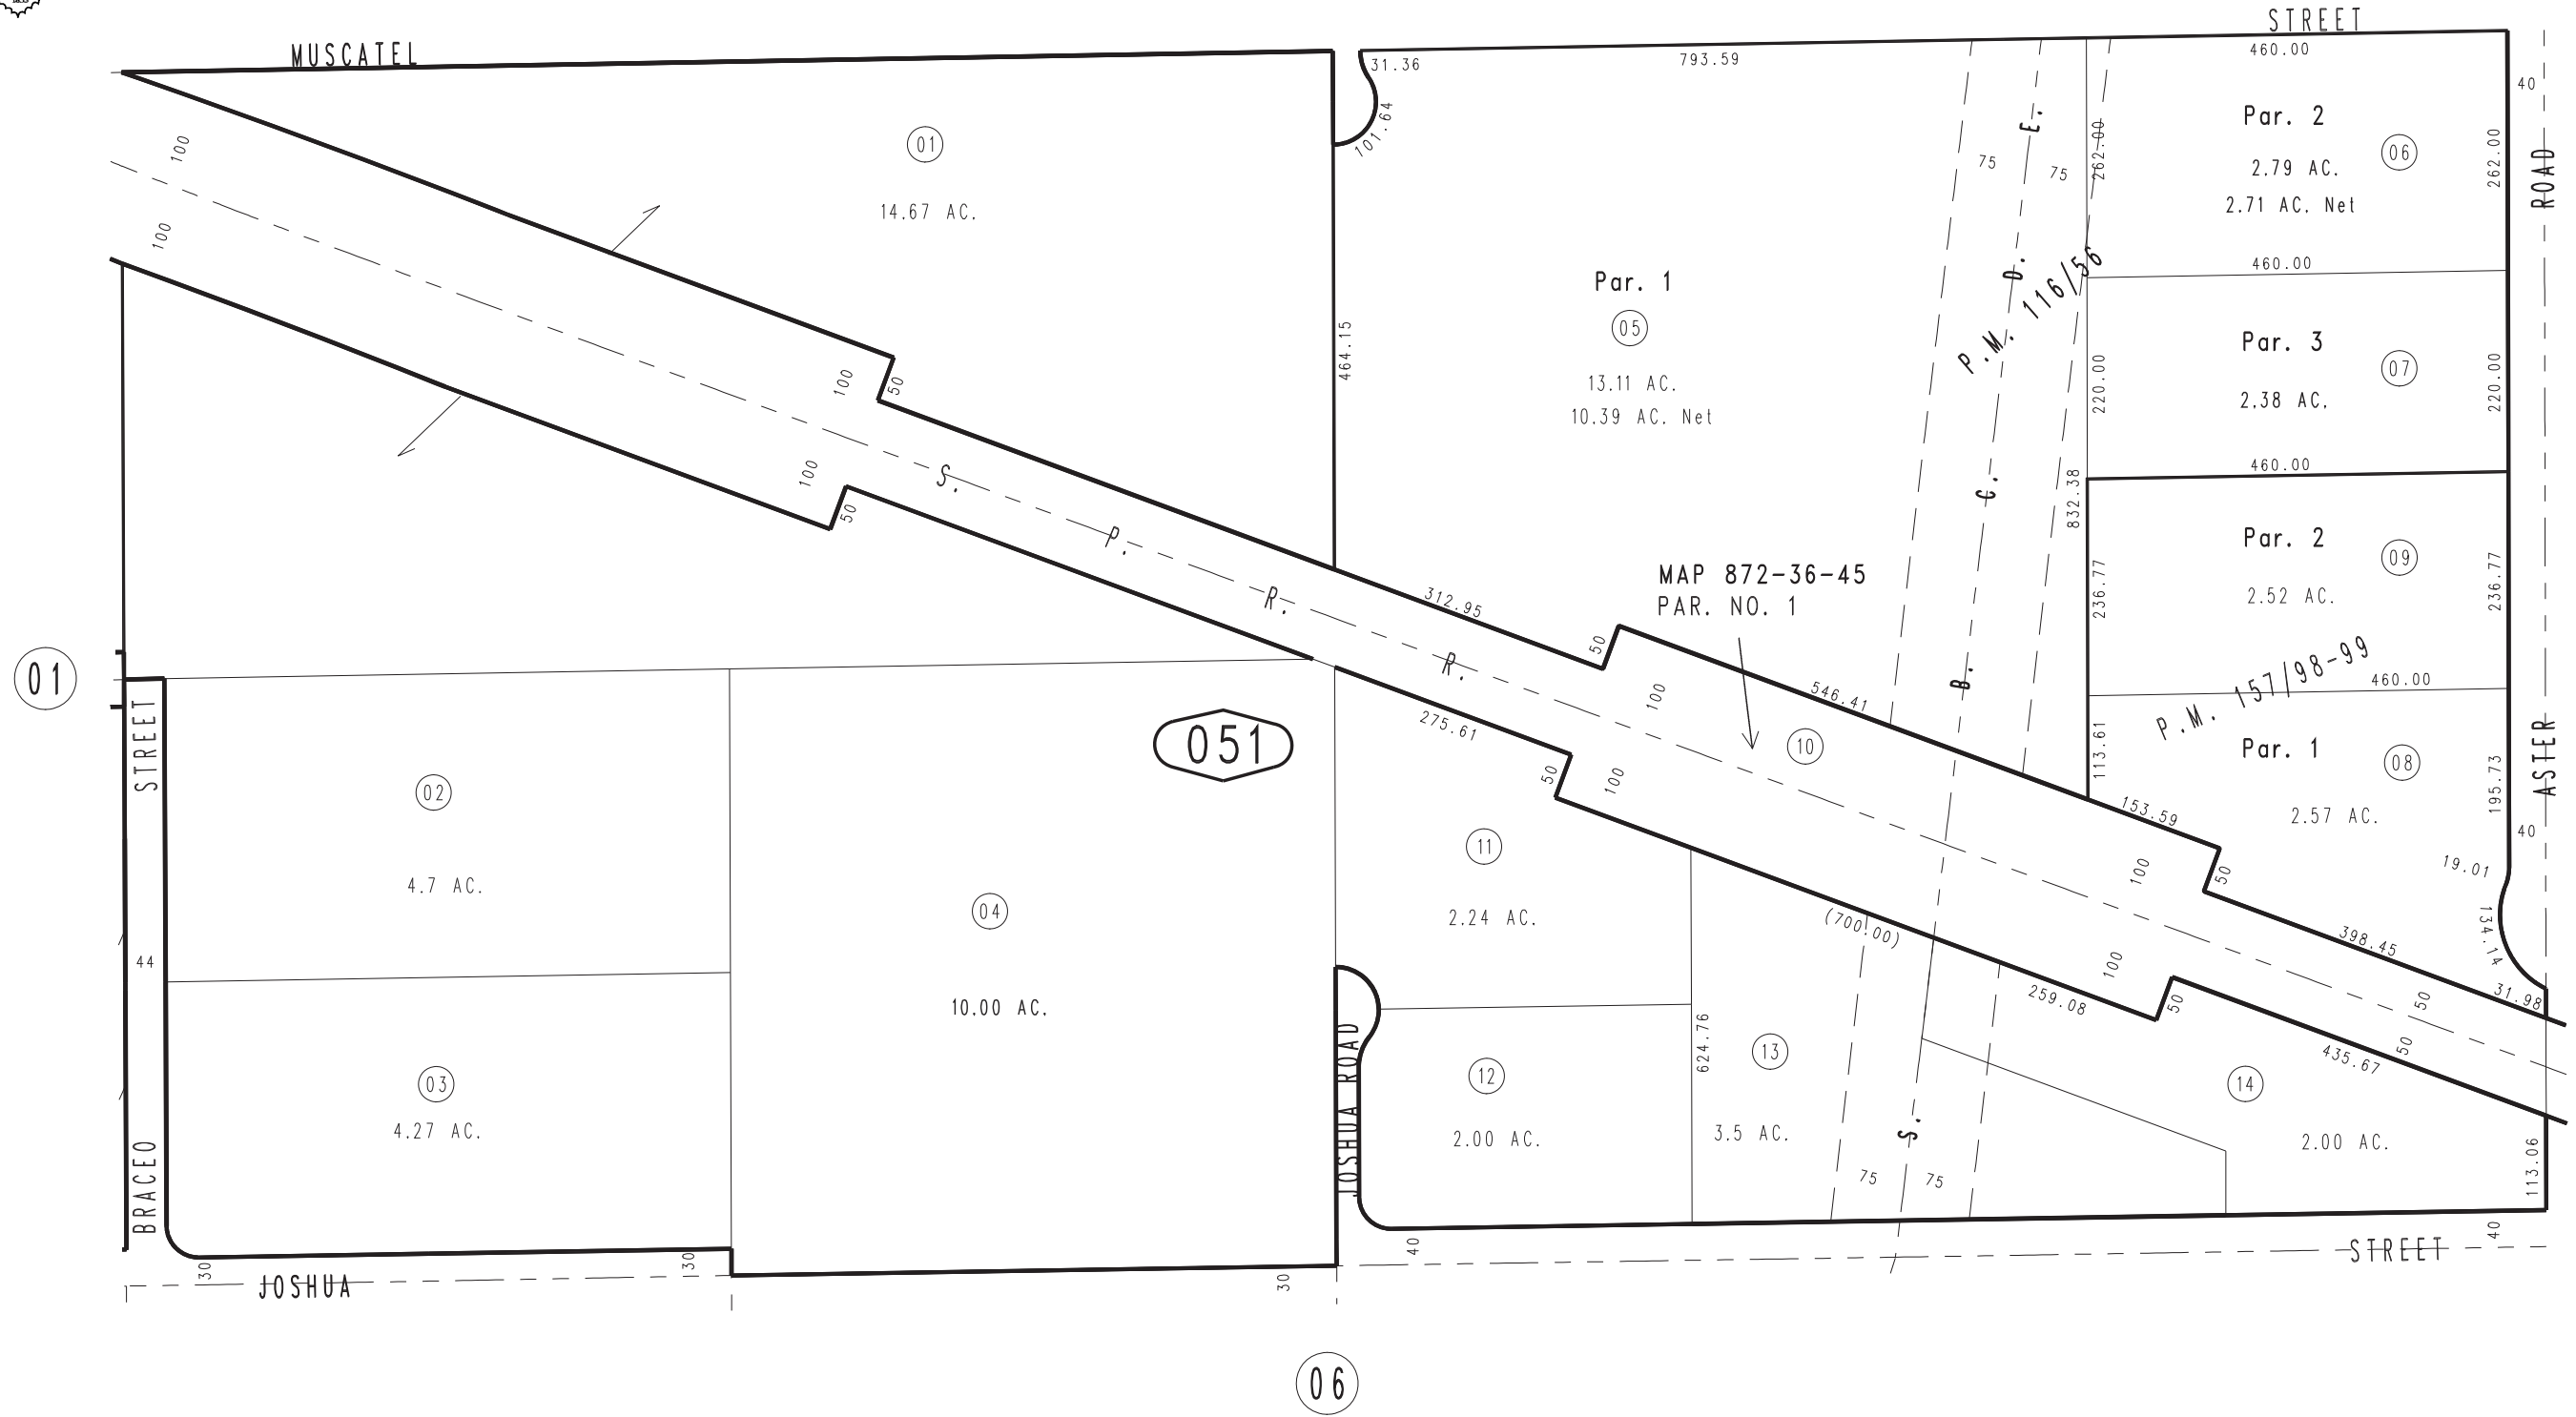 MUSCATEL
STREET
31.36
793.59
460.00
40
101.64
100
100
01
14.67 AC.
75
75
E.
262.00
Par. 2
06
2.79 AC.
2.71 AC. Net
262.00
ROAD
460.00
D.
P.M. 116/56
Par. 1
05
13.11 AC.
10.39 AC. Net
464.15
100
50
Par. 3
07
2.38 AC.
220.00
220.00
460.00
100
50
S.
P.
R.
R.
C.
832.38
Par. 2
09
2.52 AC.
236.77
236.77
MAP 872-36-45
PAR. NO. 1
312.95
50
100
546.41
B.
P.M. 157/98-99
460.00
01
STREET
051
275.61
50
100
10
113.61
Par. 1
08
2.57 AC.
195.73
ASTER
40
153.59
02
4.7 AC.
11
2.24 AC.
04
10.00 AC.
100
50
19.01
134.14
(700.00)
398.45
31.98
44
100
259.08
50
50
50
435.67
JOSHUA ROAD
624.76
13
3.5 AC.
12
2.00 AC.
03
4.27 AC.
14
2.00 AC.
S.
75
75
113.06
BRACEO
30
JOSHUA
30
30
40
STREET
40
06